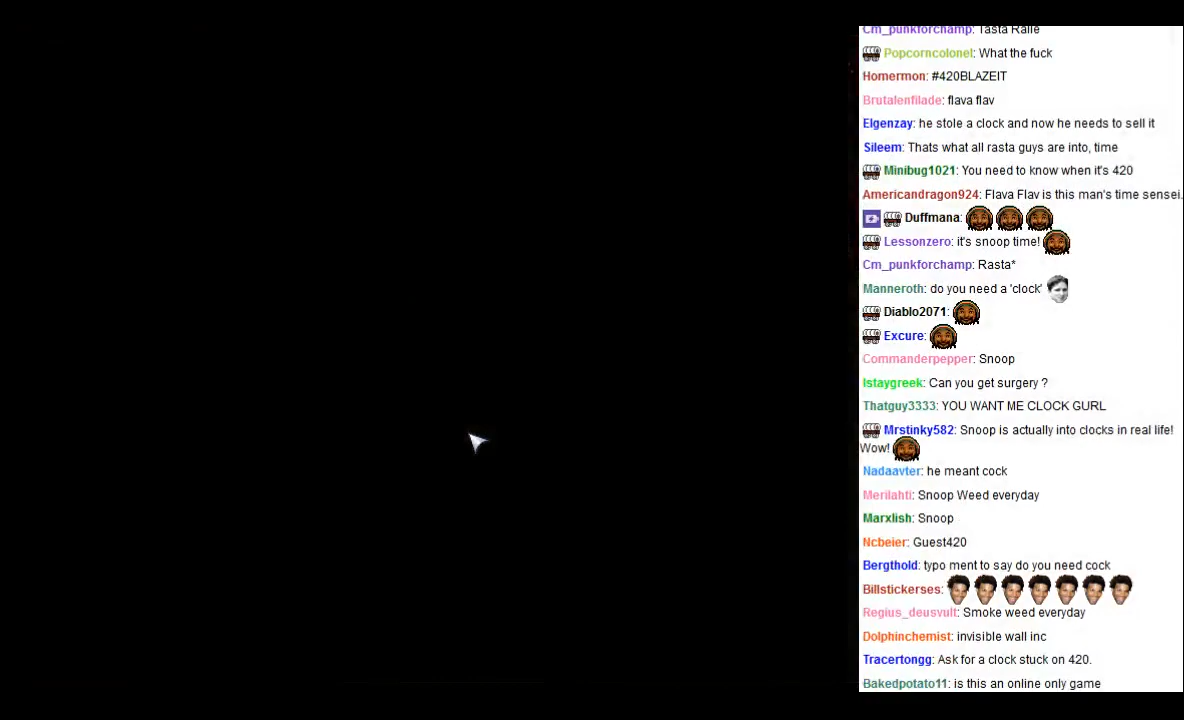 Cm_punkforchamp: Tasta Ralle
Popcorncolonel: What the fuck
Homermon: #420BLAZEIT
Brutalenfilade: flava flav
Elgenzay: he stole a clock and now he needs to sell it
Sileem: Thats what all rasta guys are into, time
Minibug1021: You need to know when it's 420
Americandragon924: Flava Flav is this man's time sensei.
Duffmana:
Lessonzero: it's snoop time!
Cm_punkforchamp: Rasta*
Manneroth: do you need a 'clock'
Diablo2071:
Excure:
Commanderpepper: Snoop
Istaygreek: Can you get surgery ?
Thatguy3333: YOU WANT ME CLOCK GURL
Mrstinky582: Snoop is actually into clocks in real life!
Wow!
Nadaavter: he meant cock
Merilahti: Snoop Weed everyday
Marxlish: Snoop
Ncbeier: Guest420
Bergthold: typo ment to say do you need cock
Billstickerses:
Regius_deusvult: Smoke weed everyday
Dolphinchemist: invisible wall inc
Tracertongg: Ask for a clock stuck on 420.
Bakedpotato11: is this an online only game